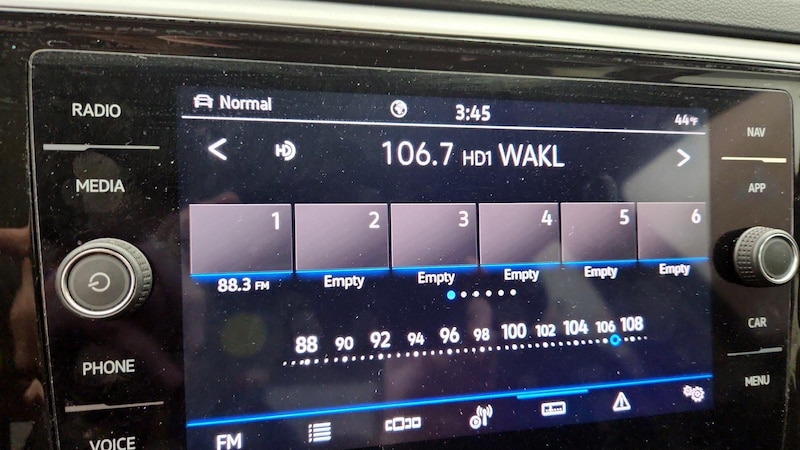 RADIO
MEDIA
PHONE
VOICE
Normal
3:45
44°F
HD
106.7 HD1 WAKL
1 2 3 4 5 6
88.3 FM Empty Empty Empty Empty Empty
88 90 92 94 96 98 100 102 104 106 108
FM
NAV
APP
CAR
MENU